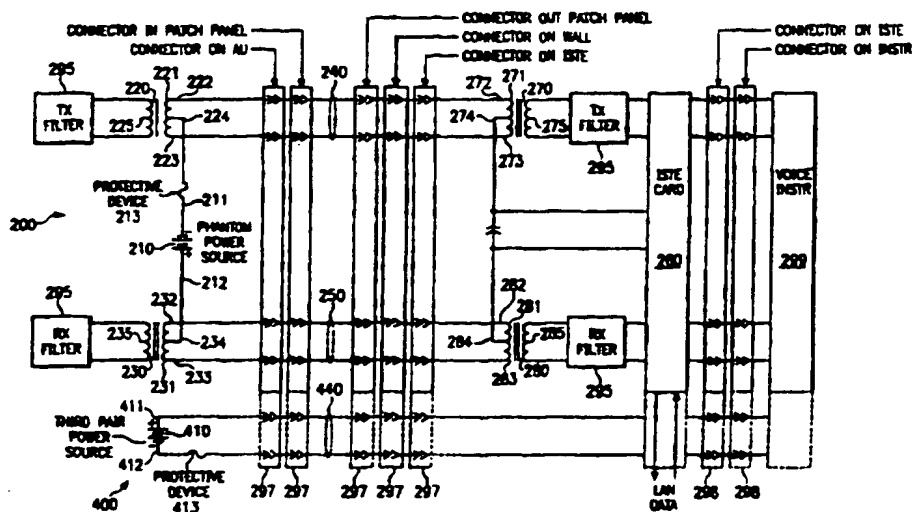 CONNECTOR IN PATCH PANEL
CONNECTOR ON AU
CONNECTOR OUT PATCH PANEL
CONNECTOR ON WALL
CONNECTOR ON ISTE
CONNECTOR ON ISTE
CONNECTOR ON INSTR
295
220
221
222
240
272
271
270
TX
FILTER
225
224
223
274
273
275
TX
FILTER
295
ISTE
CARD
VOICE
INSTR
299
PROTECTIVE
DEVICE
213
211
200
210
PHANTOM
POWER
SOURCE
212
295
232
250
282
281
RX
FILTER
235
234
284
285
RX
FILTER
230
231
233
283
280
295
411
440
THIRD PAIR
POWER
SOURCE
410
412
400
PROTECTIVE
DEVICE
413
297
297
297
297
297
LAN
DATA
298
298